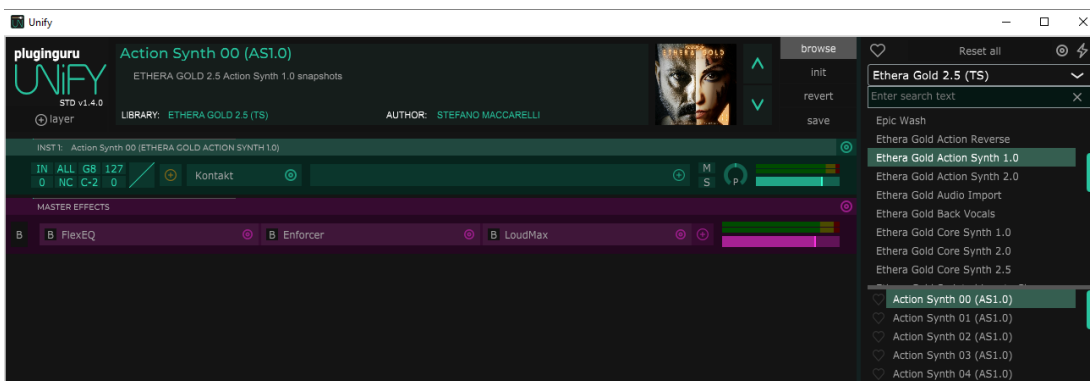 Unify
pluginguru
UNiFY
STD v1.4.0
layer
Action Synth 00 (AS1.0)
ETHERA GOLD 2.5 Action Synth 1.0 snapshots
LIBRARY: ETHERA GOLD 2.5 (TS)
AUTHOR: STEFANO MACCARELLI
ETHERA GOLD
browse
init
revert
save
INST 1: Action Synth 00 (ETHERA GOLD ACTION SYNTH 1.0)
IN ALL G8 127
0 NC C-2 0
Kontakt
M
S
P
MASTER EFFECTS
B
B FlexEQ
B Enforcer
B LoudMax
Reset all
Ethera Gold 2.5 (TS)
Enter search text
Epic Wash
Ethera Gold Action Reverse
Ethera Gold Action Synth 1.0
Ethera Gold Action Synth 2.0
Ethera Gold Audio Import
Ethera Gold Back Vocals
Ethera Gold Core Synth 1.0
Ethera Gold Core Synth 2.0
Ethera Gold Core Synth 2.5
Action Synth 00 (AS1.0)
Action Synth 01 (AS1.0)
Action Synth 02 (AS1.0)
Action Synth 03 (AS1.0)
Action Synth 04 (AS1.0)